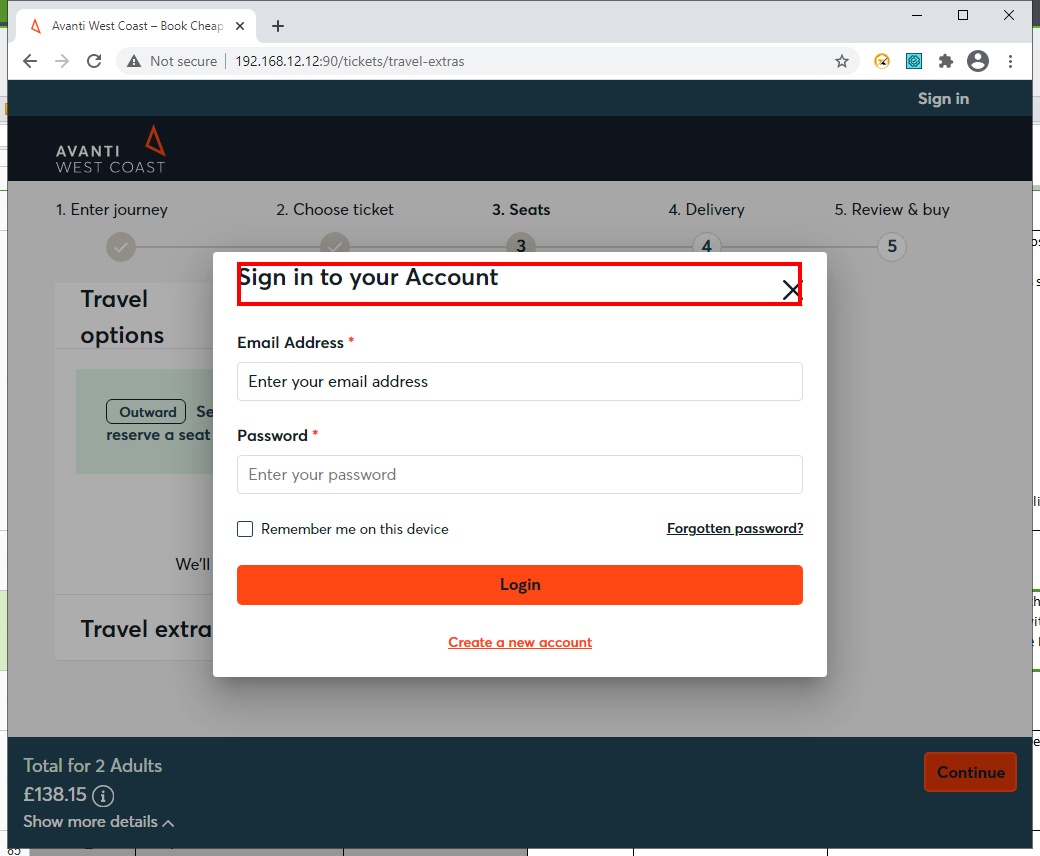 Avanti West Coast – Book Cheap
Not secure
192.168.12.12:90/tickets/travel-extras
Sign in
AVANTI
WEST COAST
1. Enter journey
2. Choose ticket
3. Seats
4. Delivery
5. Review & buy
3
4
5
Travel
options
Outward
Se
reserve a seat
We'll
Travel extra
Sign in to your Account
Email Address *
Enter your email address
Password *
Enter your password
Remember me on this device
Forgotten password?
Login
Create a new account
Total for 2 Adults
£138.15
Show more details
Continue